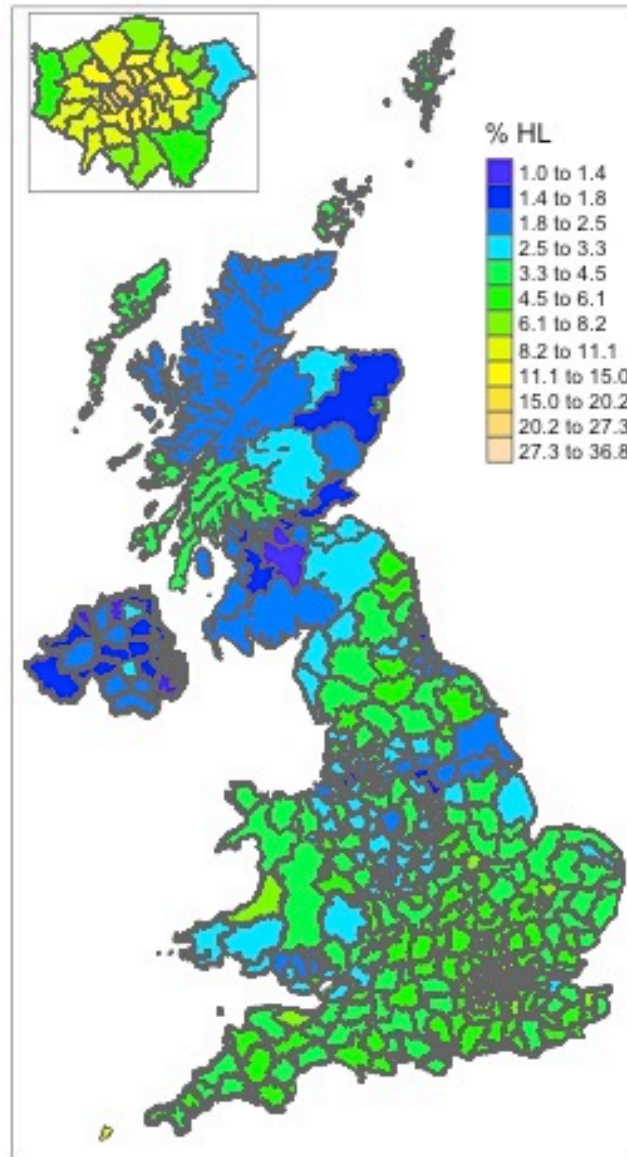 % HL
1.0 to 1.4
1.4 to 1.8
1.8 to 2.5
2.5 to 3.3
3.3 to 4.5
4.5 to 6.1
6.1 to 8.2
8.2 to 11.1
11.1 to 15.0
15.0 to 20.2
20.2 to 27.3
27.3 to 36.8